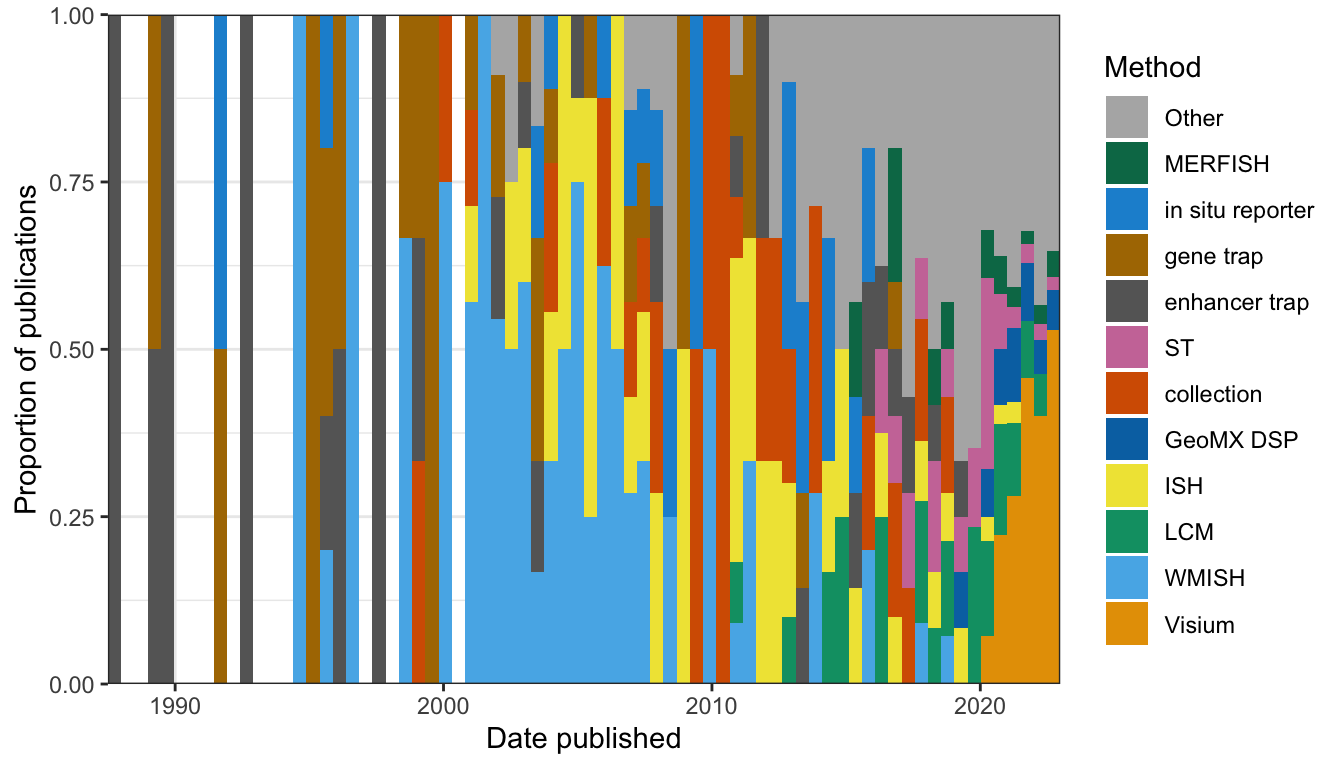 1.00
0.75
0.50
0.25
0.00
Proportion of publications
1990
2000
2010
2020
Date published
Method
Other
MERFISH
in situ reporter
gene trap
enhancer trap
ST
collection
GeoMX DSP
ISH
LCM
WMISH
Visium